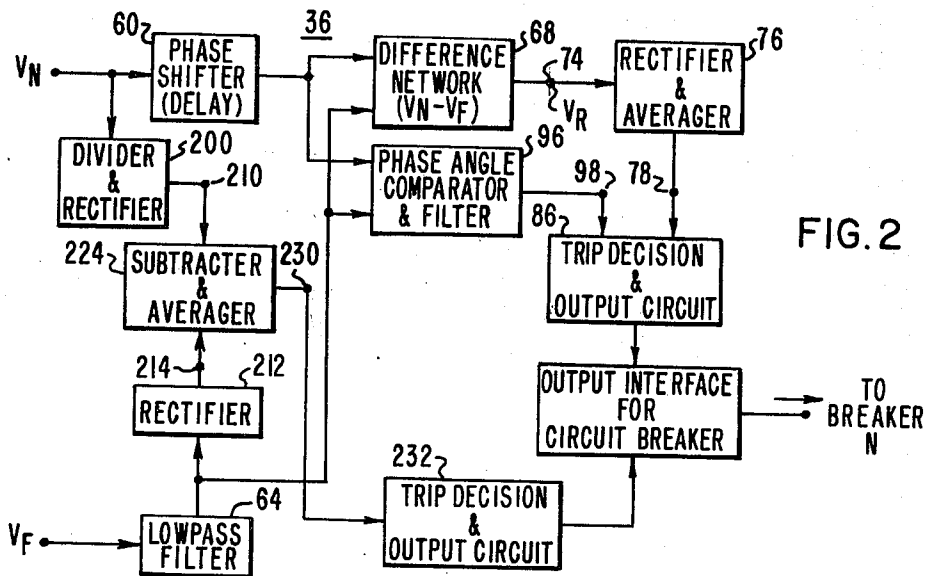 36
60
PHASE
SHIFTER
(DELAY)
VN
68
DIFFERENCE
NETWORK
(VN-VF)
74
VR
76
RECTIFIER
&
AVERAGER
200
DIVIDER
&
RECTIFIER
210
96
PHASE ANGLE
COMPARATOR
& FILTER
98
78
86
TRIP DECISION
&
OUTPUT CIRCUIT
FIG. 2
224
SUBTRACTER
&
AVERAGER
230
214
212
RECTIFIER
OUTPUT INTERFACE
FOR
CIRCUIT BREAKER
TO
BREAKER
N
232
TRIP DECISION
&
OUTPUT CIRCUIT
64
VF
LOWPASS
FILTER